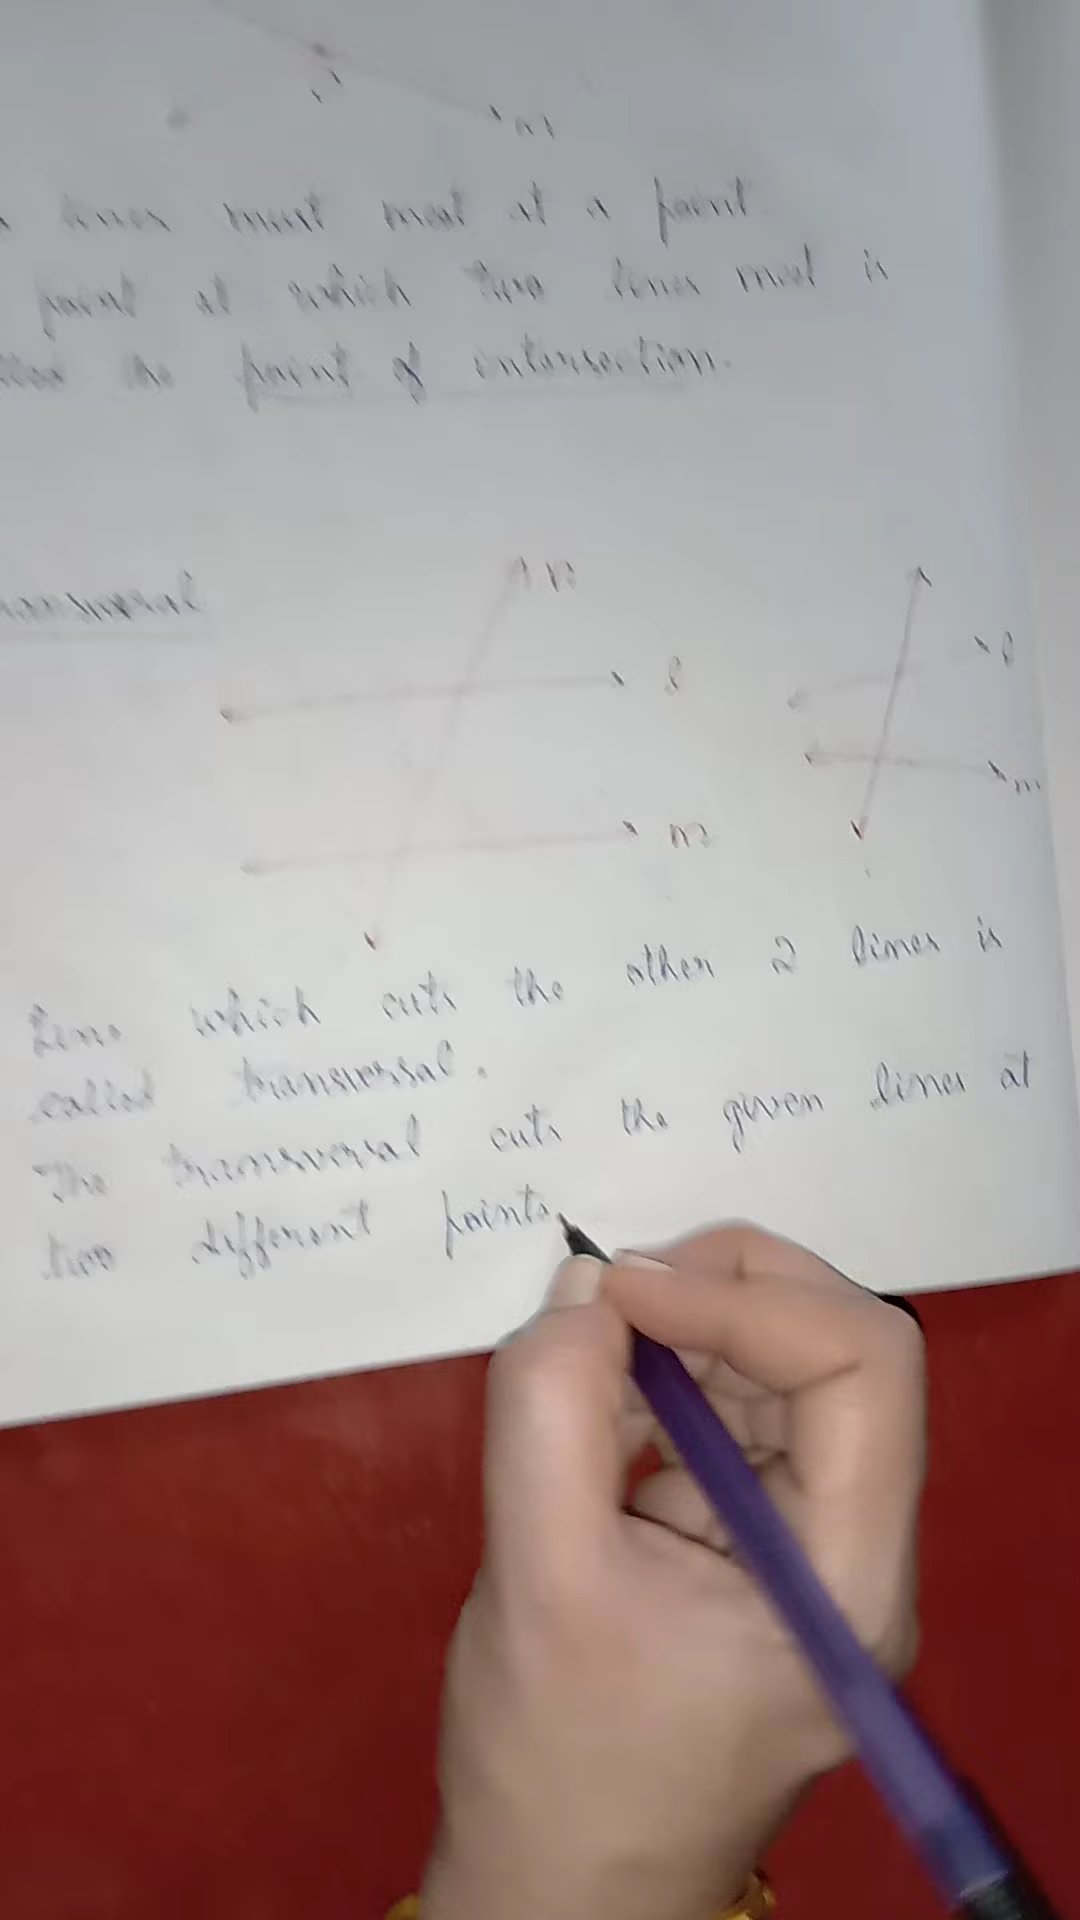 lines must meet at a point
point at which two lines meet is
the point of intersection.
n
l
l
m
m
Line which cuts the other 2 lines is
called transversal.
The transversal cuts the given lines at
two different points.